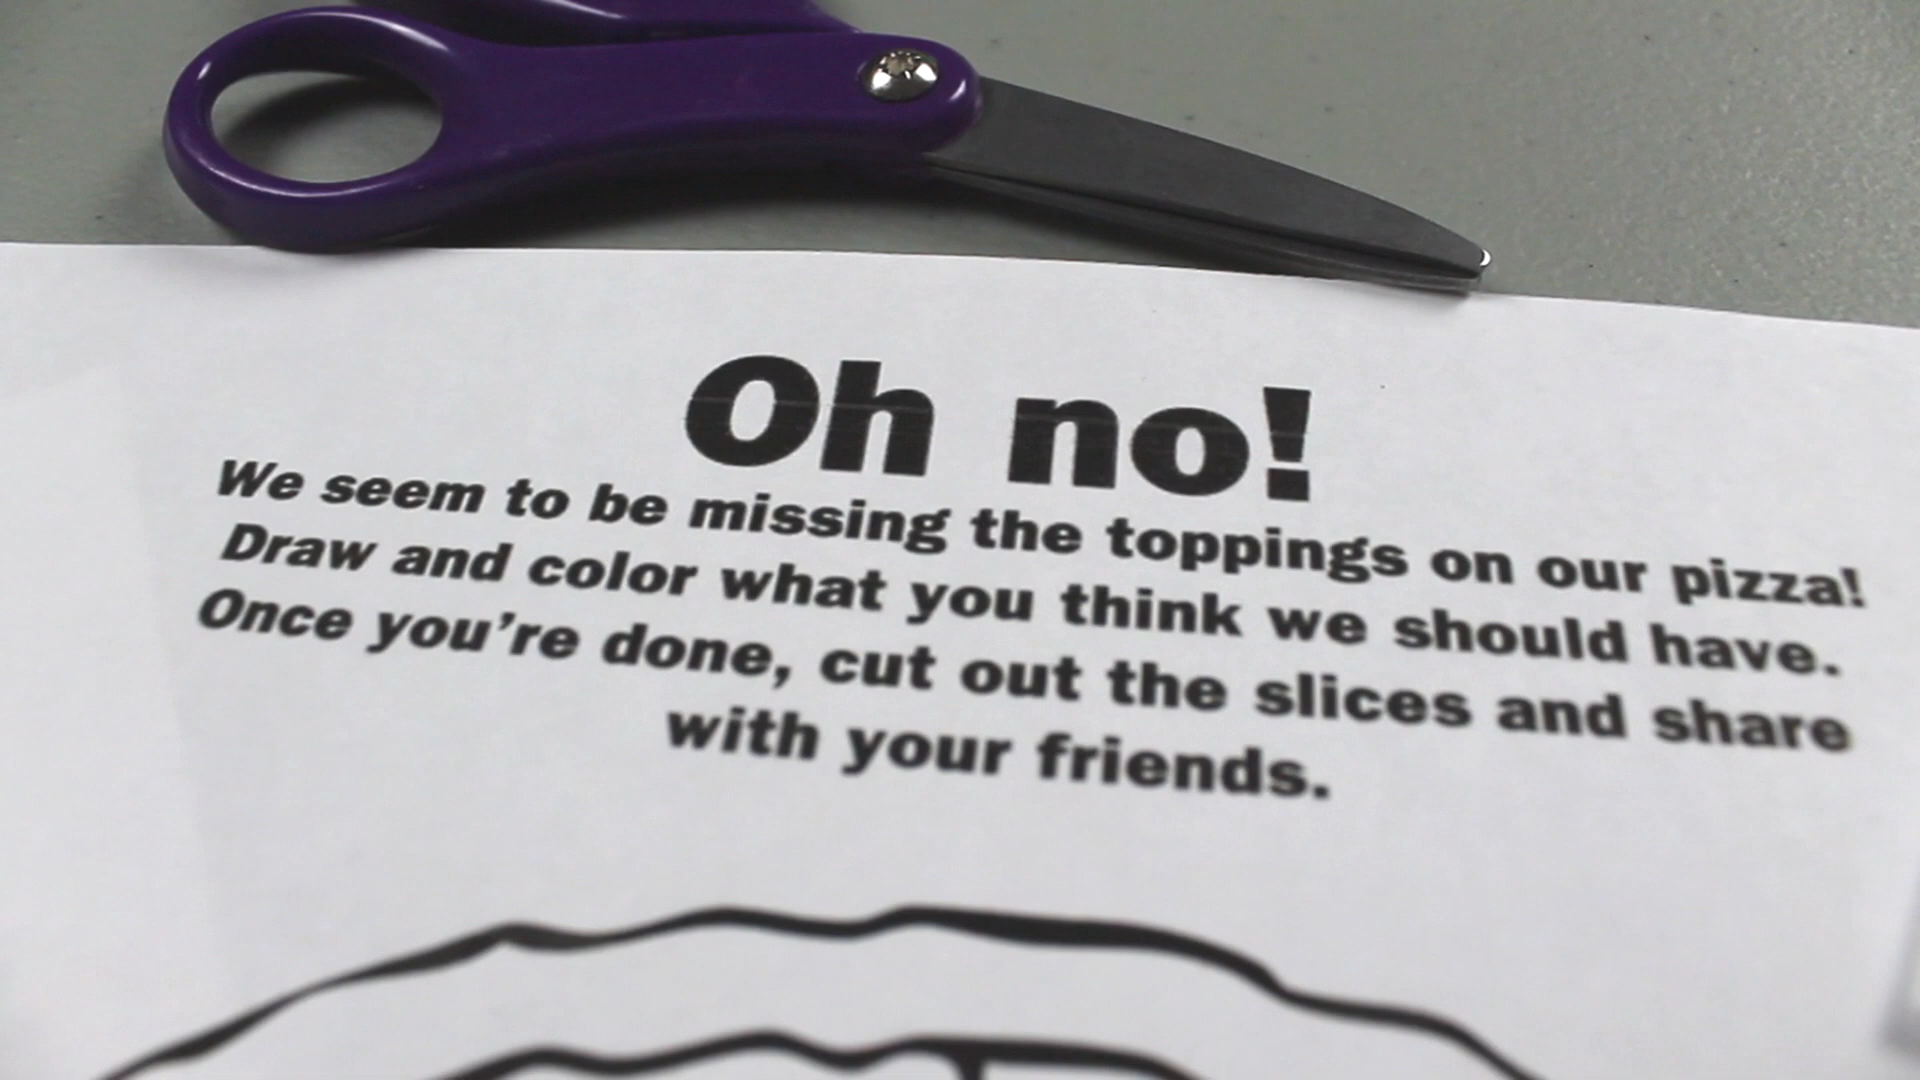 Oh no!
We seem to be missing the toppings on our pizza!
Draw and color what you think we should have.
Once you're done, cut out the slices and share
with your friends.